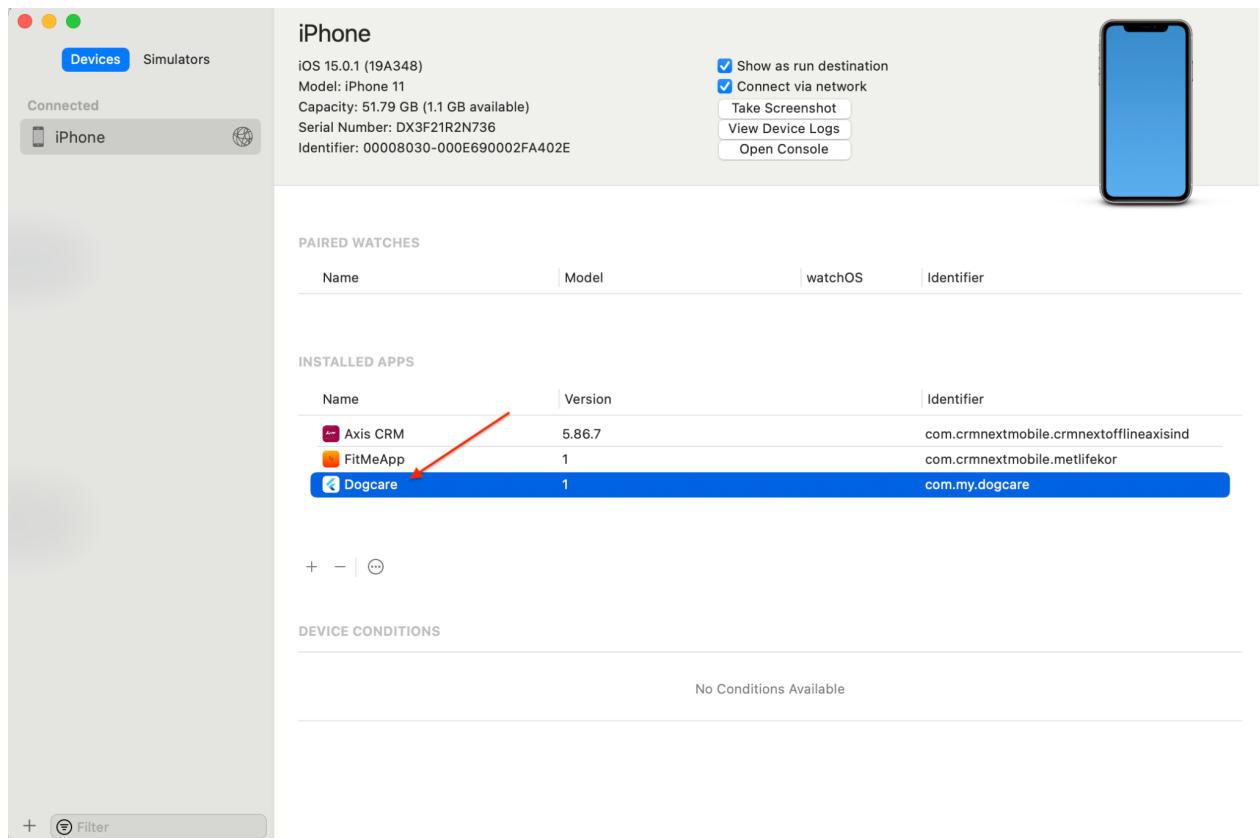 Devices Simulators
Connected
iPhone
Filter
iPhone
iOS 15.0.1 (19A348)
Model: iPhone 11
Capacity: 51.79 GB (1.1 GB available)
Serial Number: DX3F21R2N736
Identifier: 00008030-000E690002FA402E
Show as run destination
Connect via network
Take Screenshot
View Device Logs
Open Console
PAIRED WATCHES
Name Model watchOS Identifier
INSTALLED APPS
Name Version Identifier
Axis CRM 5.86.7 com.crmnextmobile.crmnextofflineaxisind
FitMeApp 1 com.crmnextmobile.metlifekor
Dogcare 1 com.my.dogcare
DEVICE CONDITIONS
No Conditions Available